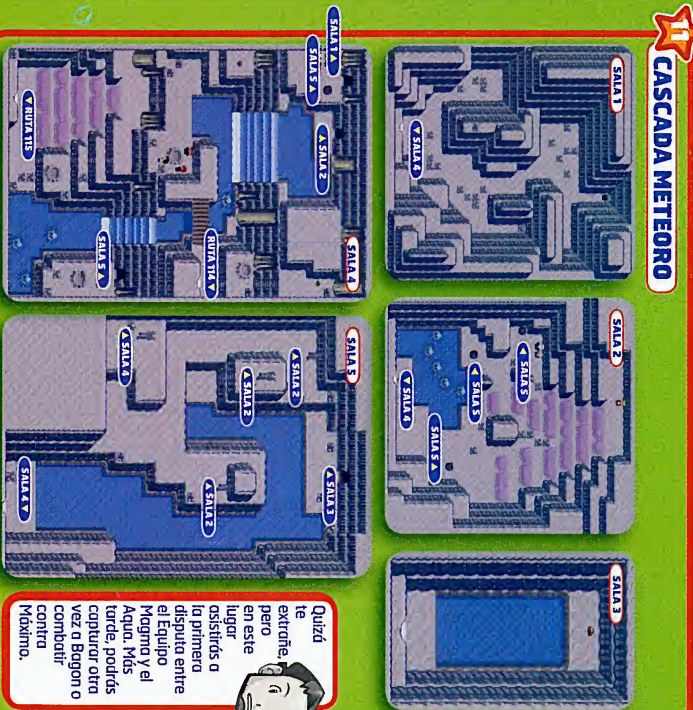 11
CASCADA METEORO
SALA 1
▼ SALA 4
SALA 2
◀ SALA 5
◀ SALA 5
SALA 5 ▲
▼ SALA 4
SALA 3
SALA 1 ▲
SALA 5 ▲
▲ SALA 2
SALA 4
RUTA 114 ▼
SALA 5 ▲
▼ RUTA 115
SALA 5
▲ SALA 2
▲ SALA 2
▲ SALA 4
▲ SALA 3
▲ SALA 2
SALA 4 ▼
Quizá
te
extrañe,
pero
en este
lugar
asistirás a
la primera
disputa entre
el Equipo
Magma y el
Aqua. Más
tarde, podrás
capturar otra
vez a Bagon o
combatir
contra
Máximo.